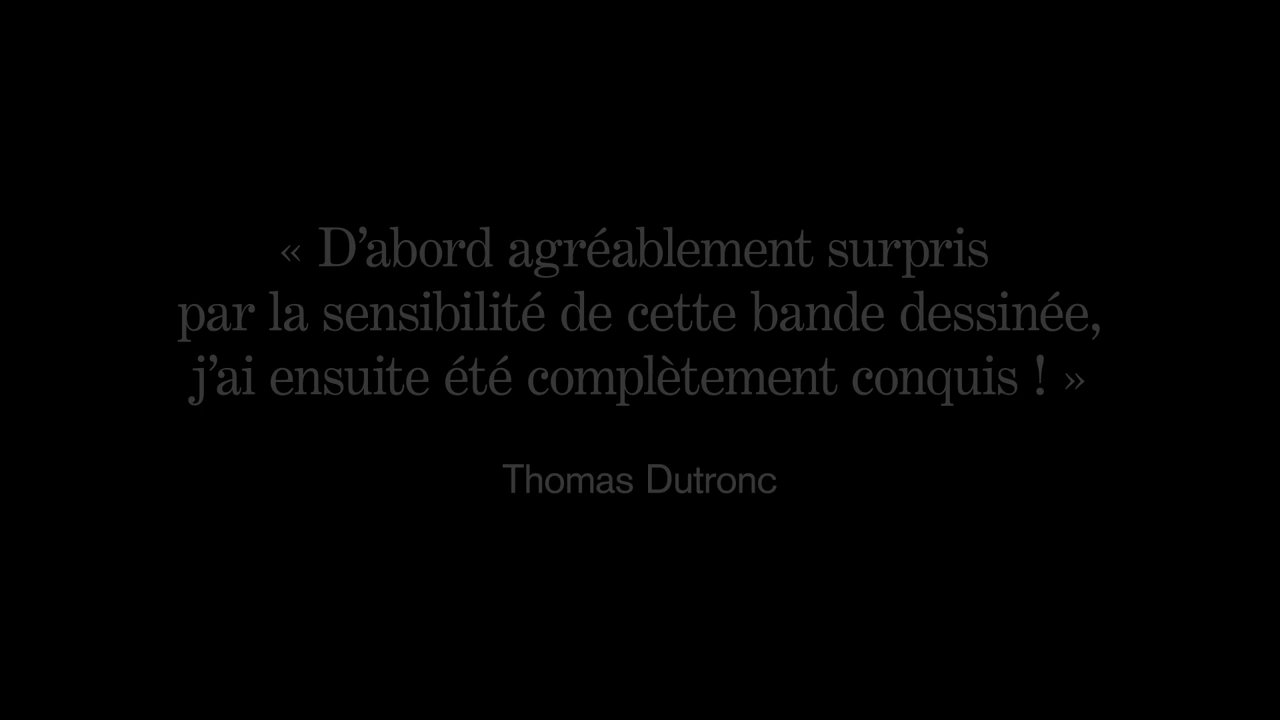 « D’abord agréablement surpris
par la sensibilité de cette bande dessinée,
j’ai ensuite été complètement conquis ! »
Thomas Dutronc